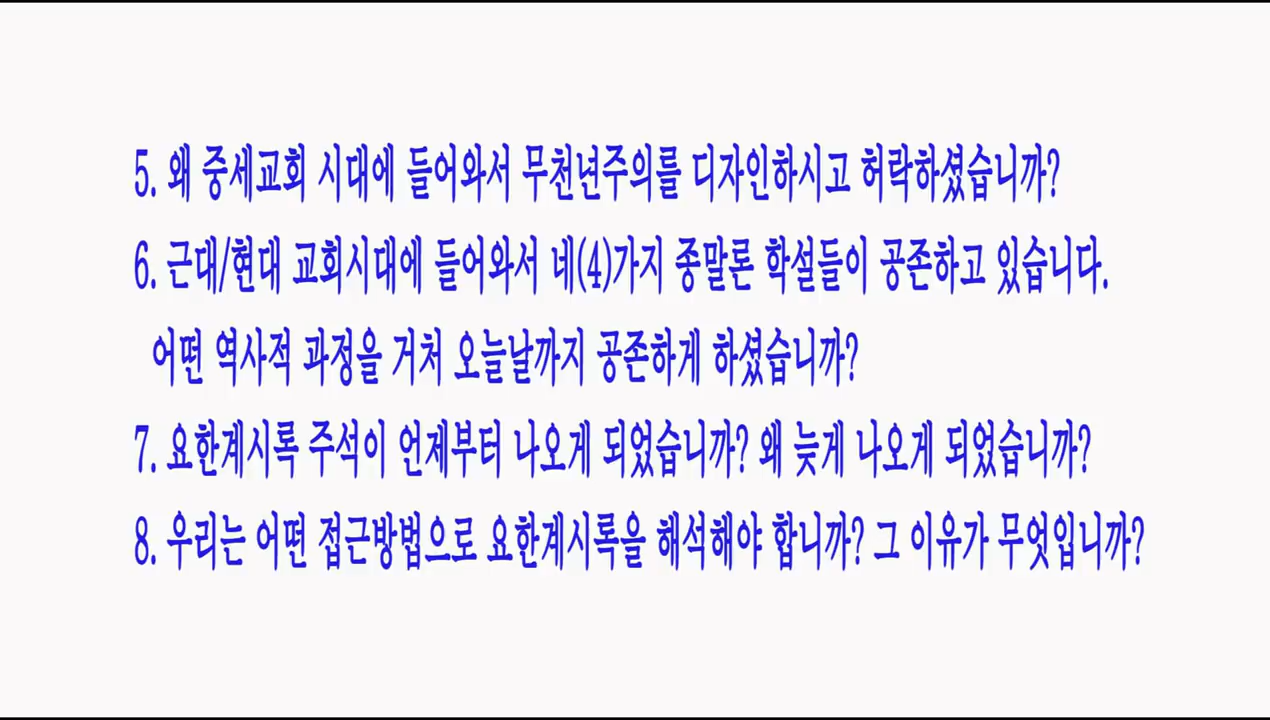 5. 왜 중세교회 시대에 들어와서 무천년주의를 디자인하시고 허락하셨습니까?
6. 근대/현대 교회시대에 들어와서 네(4)가지 종말론 학설들이 공존하고 있습니다.
어떤 역사적 과정을 거쳐 오늘날까지 공존하게 하셨습니까?
7. 요한계시록 주석이 언제부터 나오게 되었습니까? 왜 늦게 나오게 되었습니까?
8. 우리는 어떤 접근방법으로 요한계시록을 해석해야 합니까? 그 이유가 무엇입니까?